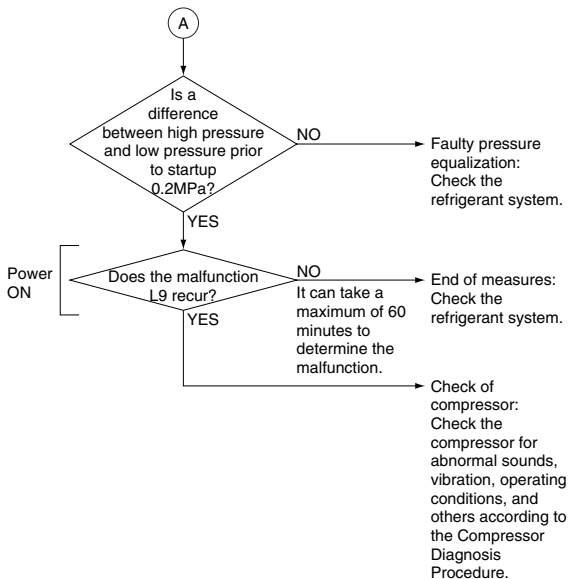 A
Is a
difference
between high pressure
and low pressure prior
to startup
0.2MPa?
NO
Faulty pressure
equalization:
Check the
refrigerant system.
YES
Power
ON
Does the malfunction
L9 recur?
NO
It can take a
maximum of 60
minutes to
determine the
malfunction.
End of measures:
Check the
refrigerant system.
YES
Check of
compressor:
Check the
compressor for
abnormal sounds,
vibration, operating
conditions, and
others according to
the Compressor
Diagnosis
Procedure.